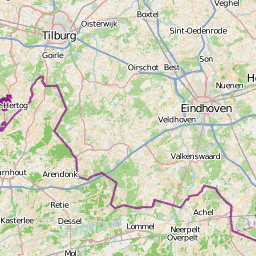 Boxtel
Veghel
Oisterwijk
Sint-Oedenrode
Tilburg
Goirle
Son
Oirschot
Best
Nuenen
Hertog
Eindhoven
Veldhoven
Valkenswaard
Arendonk
Retie
Achel
Kasterlee
Dessel
Lommel
Neerpelt
Overpelt
Mol